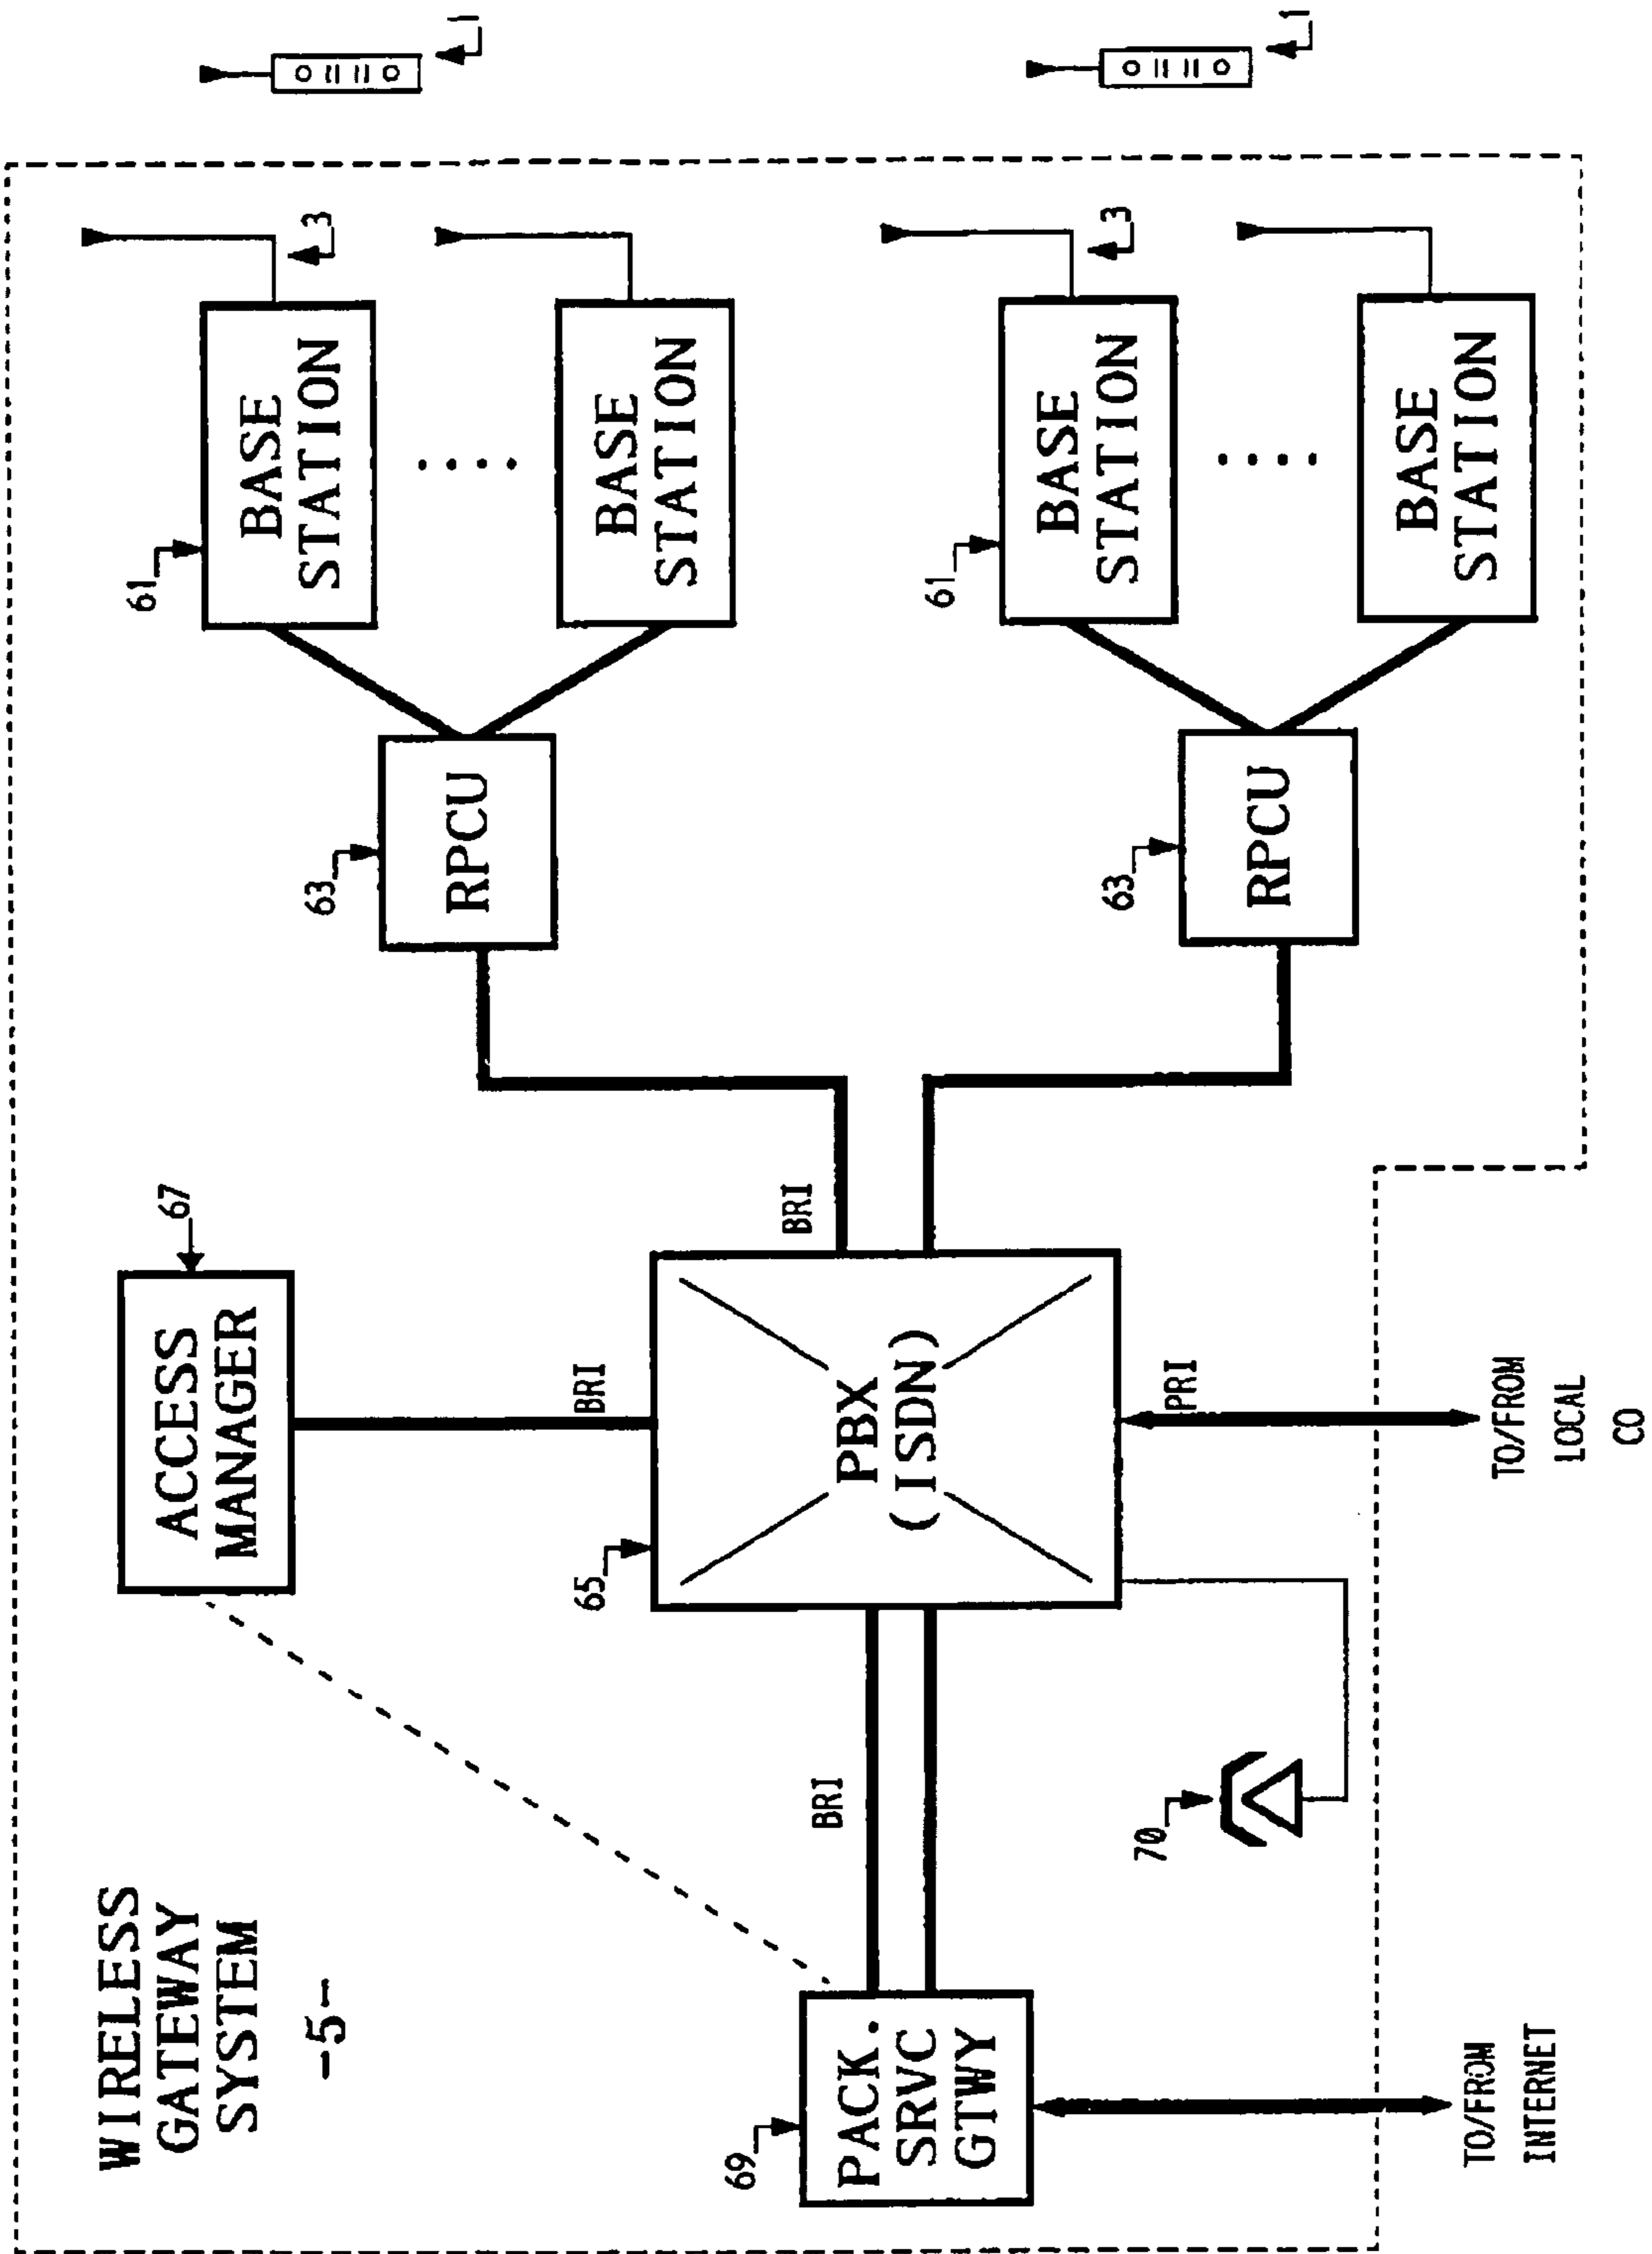 WIRELESS
GATEWAY
SYSTEM
-5-
ACCESS
MANAGER
67
BRI
69
PACK.
SRVC
GTWY
BRI
65
PBX
(ISDN)
BRI
PRI
70
TO/FROM
INTERNET
TO/FROM
LOCAL
CO
63
RPCU
61
BASE
STATION
3
BASE
STATION
1
63
RPCU
61
BASE
STATION
3
BASE
STATION
1